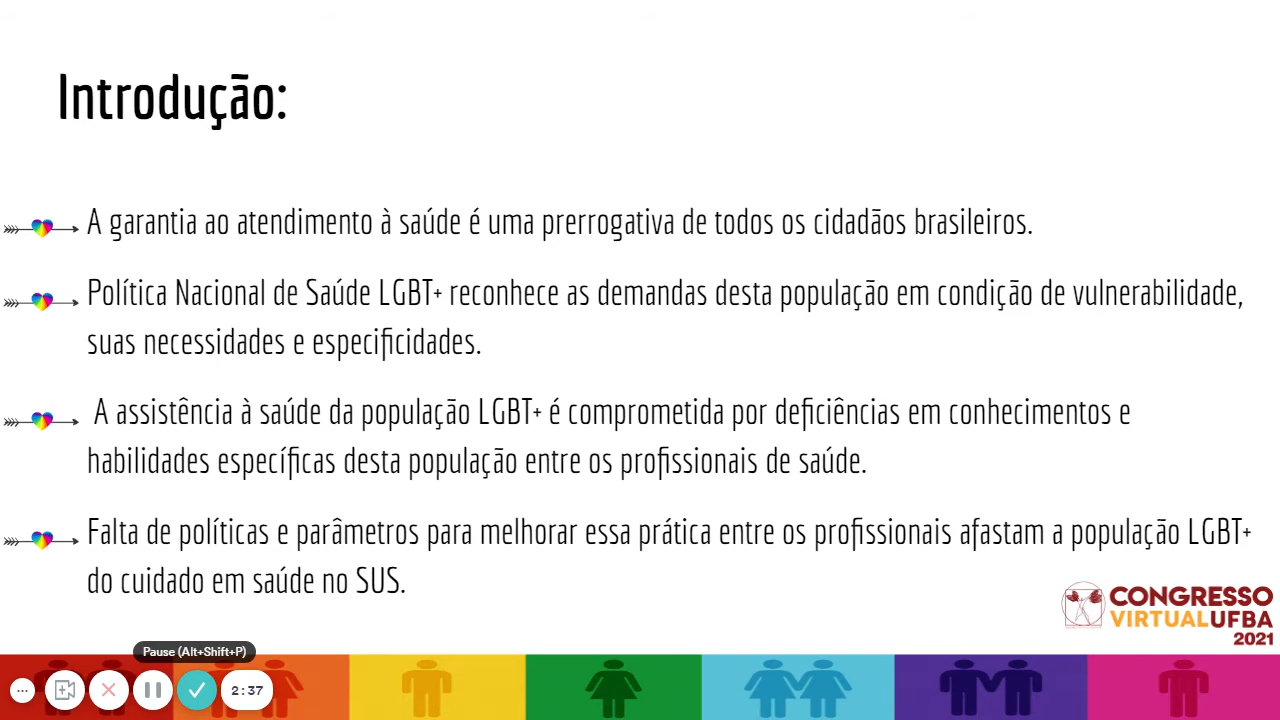 Introdução:
A garantia ao atendimento à saúde é uma prerrogativa de todos os cidadãos brasileiros.
Política Nacional de Saúde LGBT+ reconhece as demandas desta população em condição de vulnerabilidade,
suas necessidades e especificidades.
A assistência à saúde da população LGBT+ é comprometida por deficiências em conhecimentos e
habilidades específicas desta população entre os profissionais de saúde.
Falta de políticas e parâmetros para melhorar essa prática entre os profissionais afastam a população LGBT+
do cuidado em saúde no SUS.
CONGRESSO
VIRTUALUFBA
2021
Pause (Alt+Shift+P)
2:37